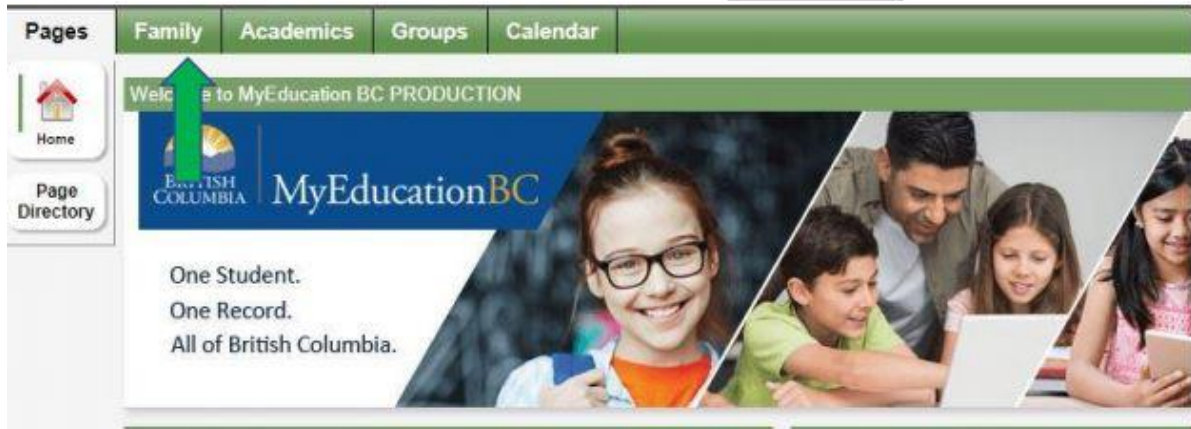 Pages Family Academics Groups Calendar
Home
Page
Directory
to MyEducation BC PRODUCTION
COLUMBIA
MyEducationBC
One Student.
One Record.
All of British Columbia.